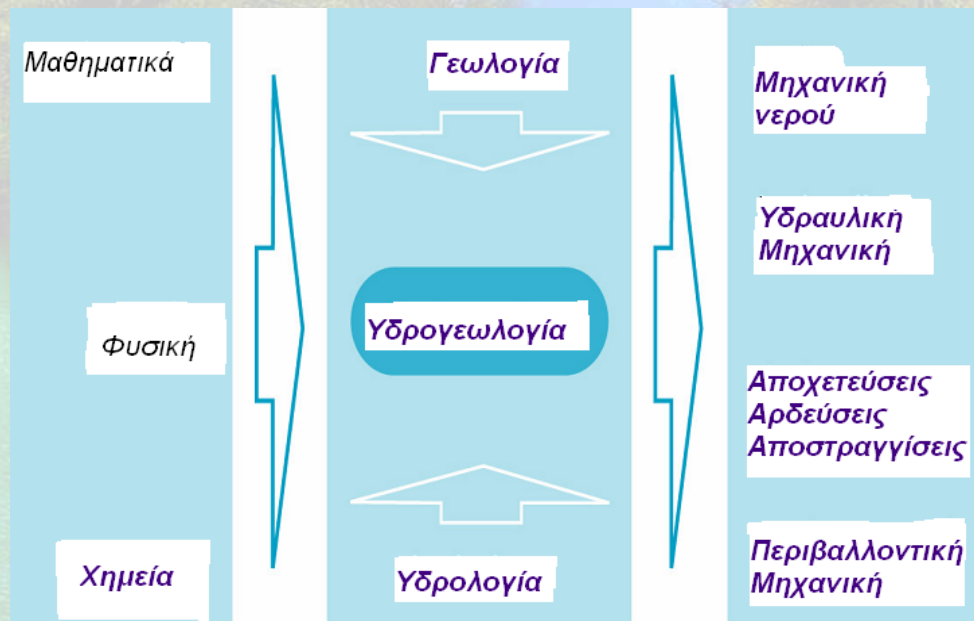 Μαθηματικά
Φυσική
Χημεία
Γεωλογία
Υδρογεωλογία
Υδρολογία
Μηχανική
νερού
Υδραυλική
Μηχανική
Αποχετεύσεις
Αρδεύσεις
Αποστραγγίσεις
Περιβαλλοντική
Μηχανική